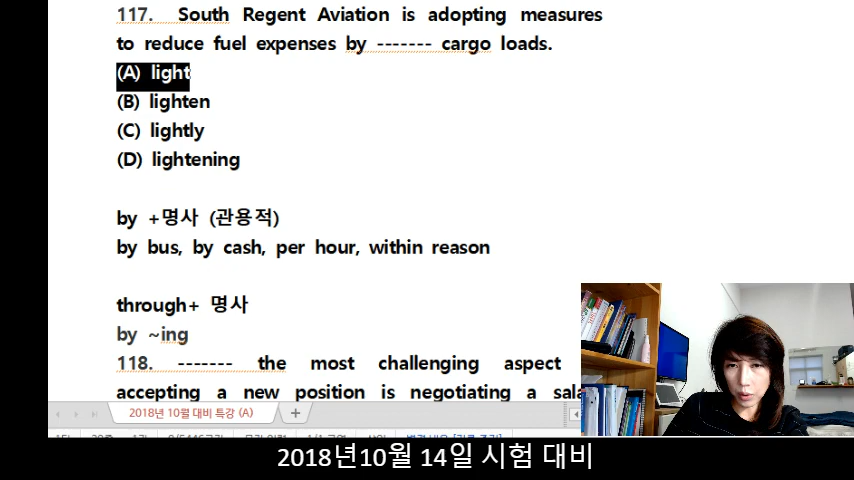 117. South Regent Aviation is adopting measures
to reduce fuel expenses by ------- cargo loads.
(A) light
(B) lighten
(C) lightly
(D) lightening
by +명사 (관용적)
by bus, by cash, per hour, within reason
through+ 명사
by ~ing
118. ------- the most challenging aspect
accepting a new position is negotiating a sala
2018년 10월 대비 특강 (A)
2018년10월 14일 시험 대비